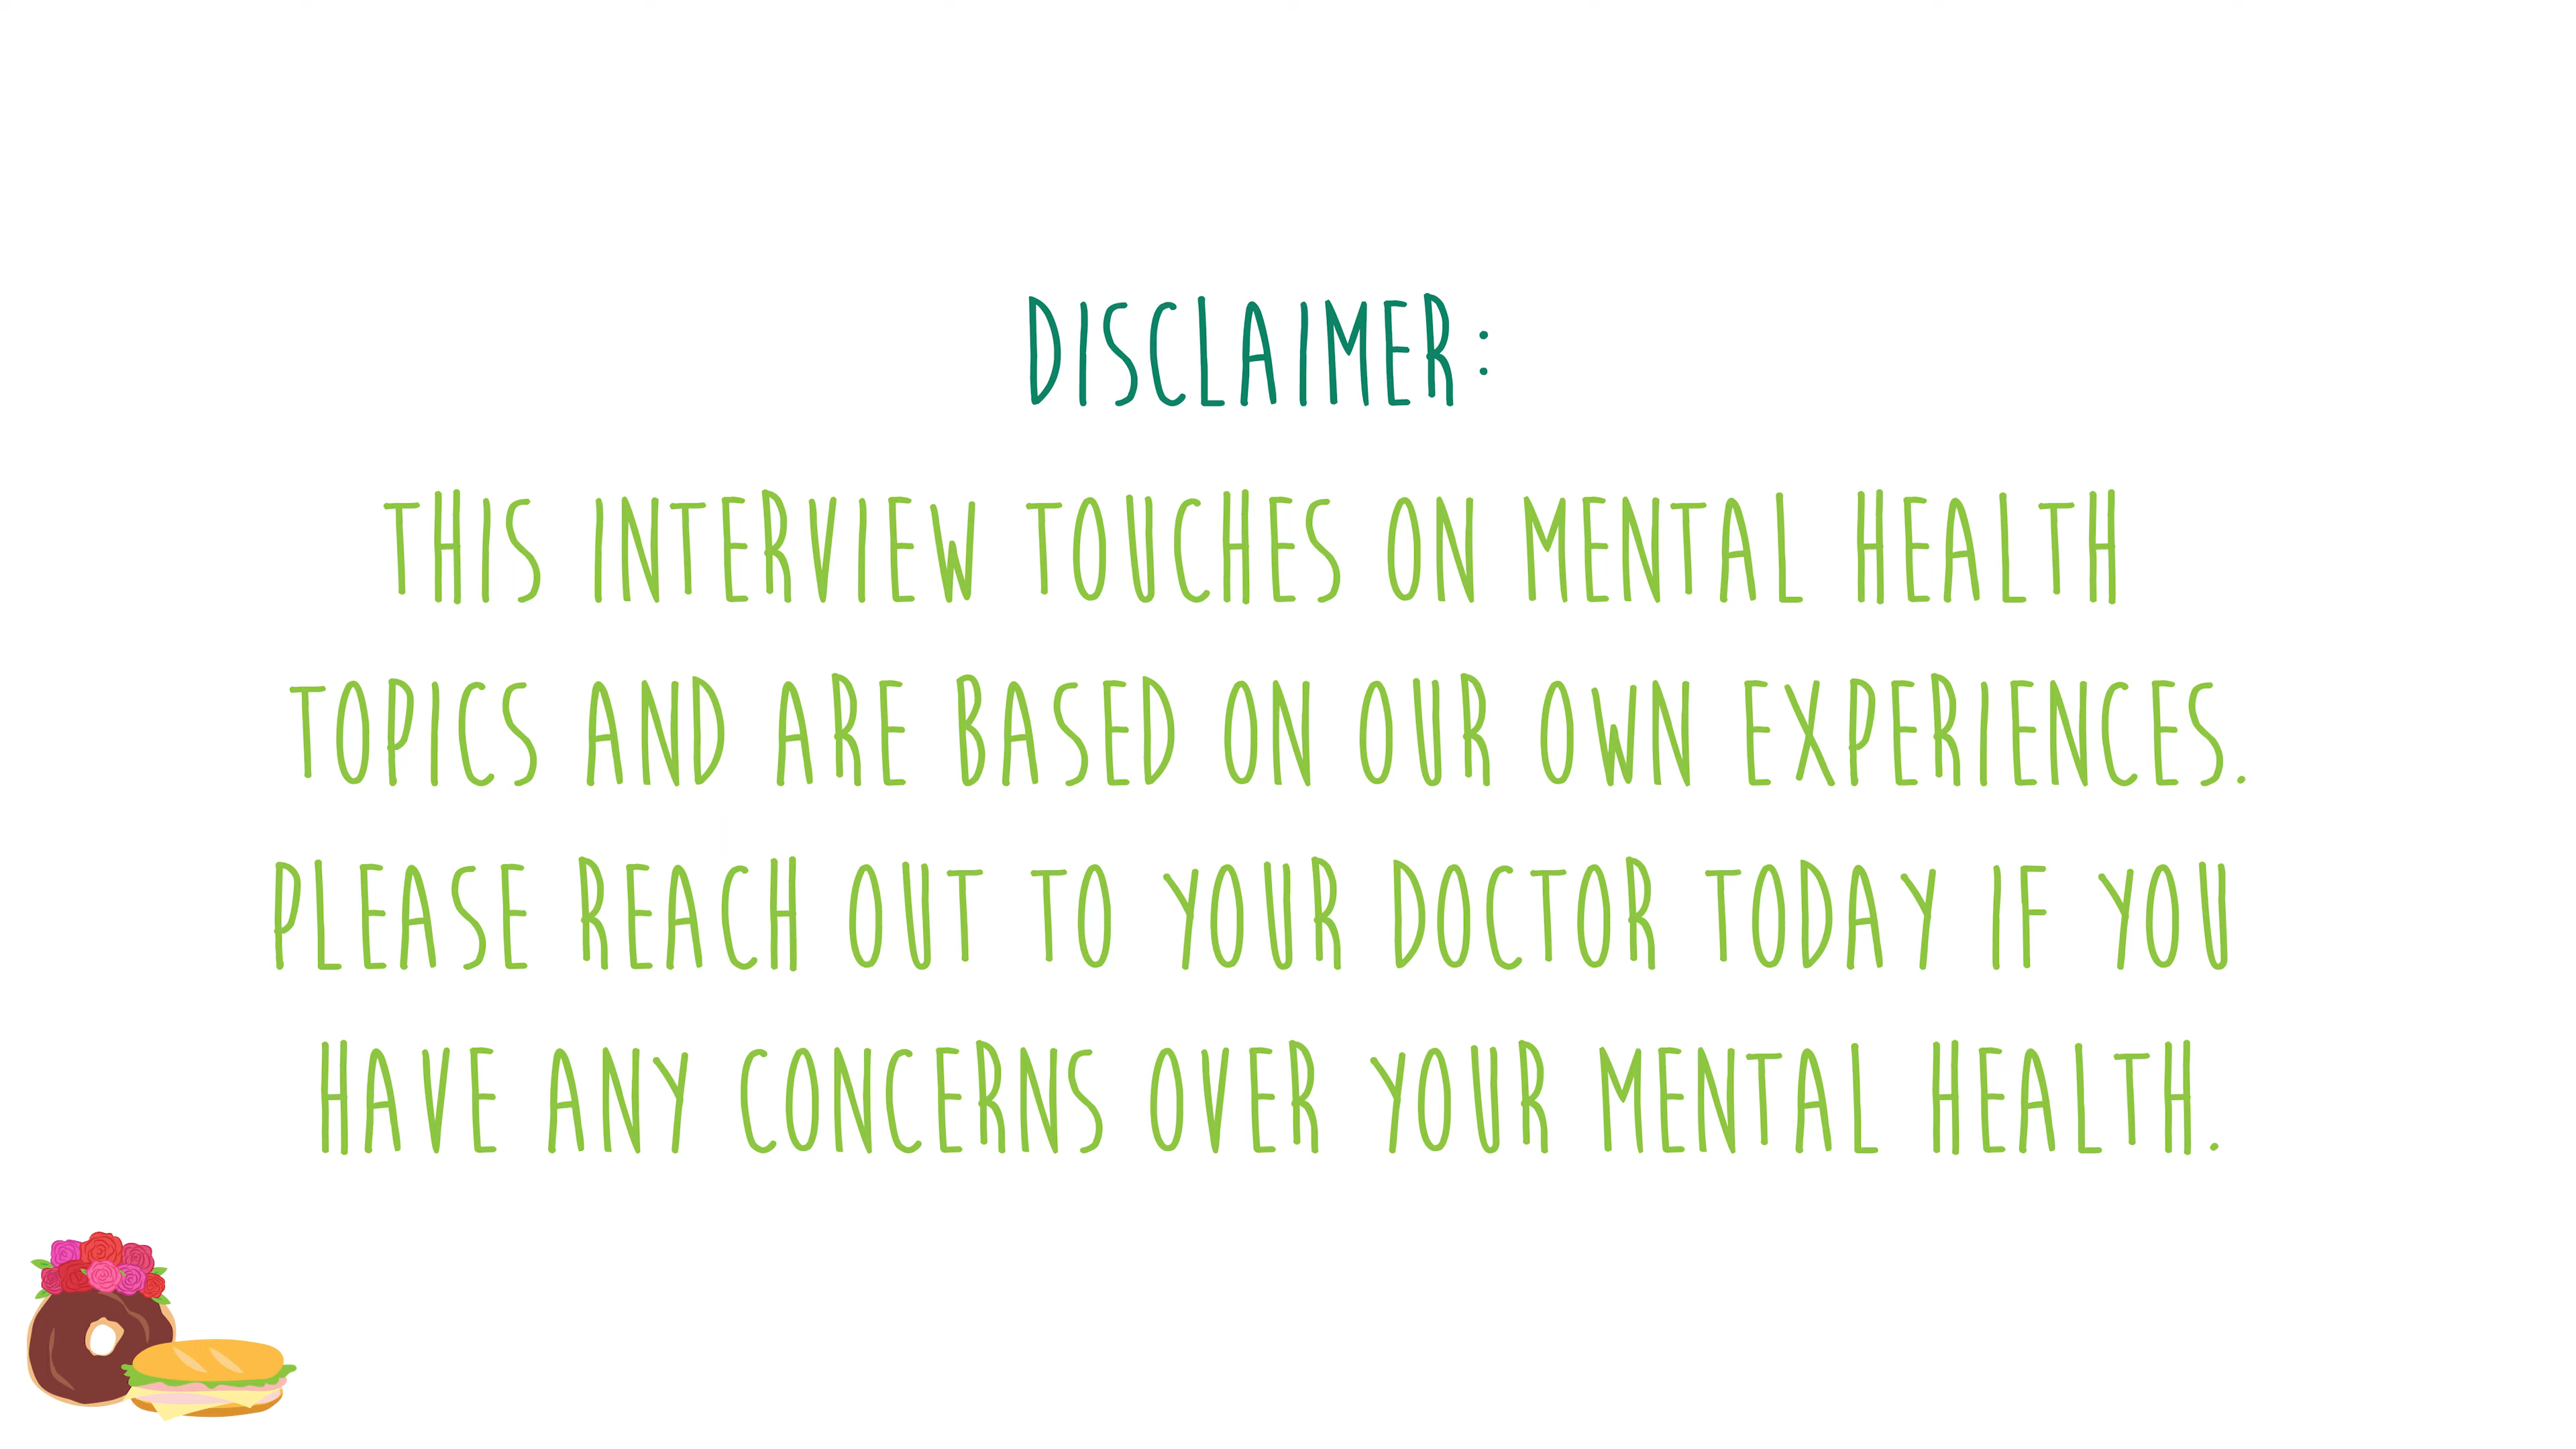 DISCLAIMER:
THIS INTERVIEW TOUCHES ON MENTAL HEALTH
TOPICS AND ARE BASED ON OUR OWN EXPERIENCES.
PLEASE REACH OUT TO YOUR DOCTOR TODAY IF YOU
HAVE ANY CONCERNS OVER YOUR MENTAL HEALTH.